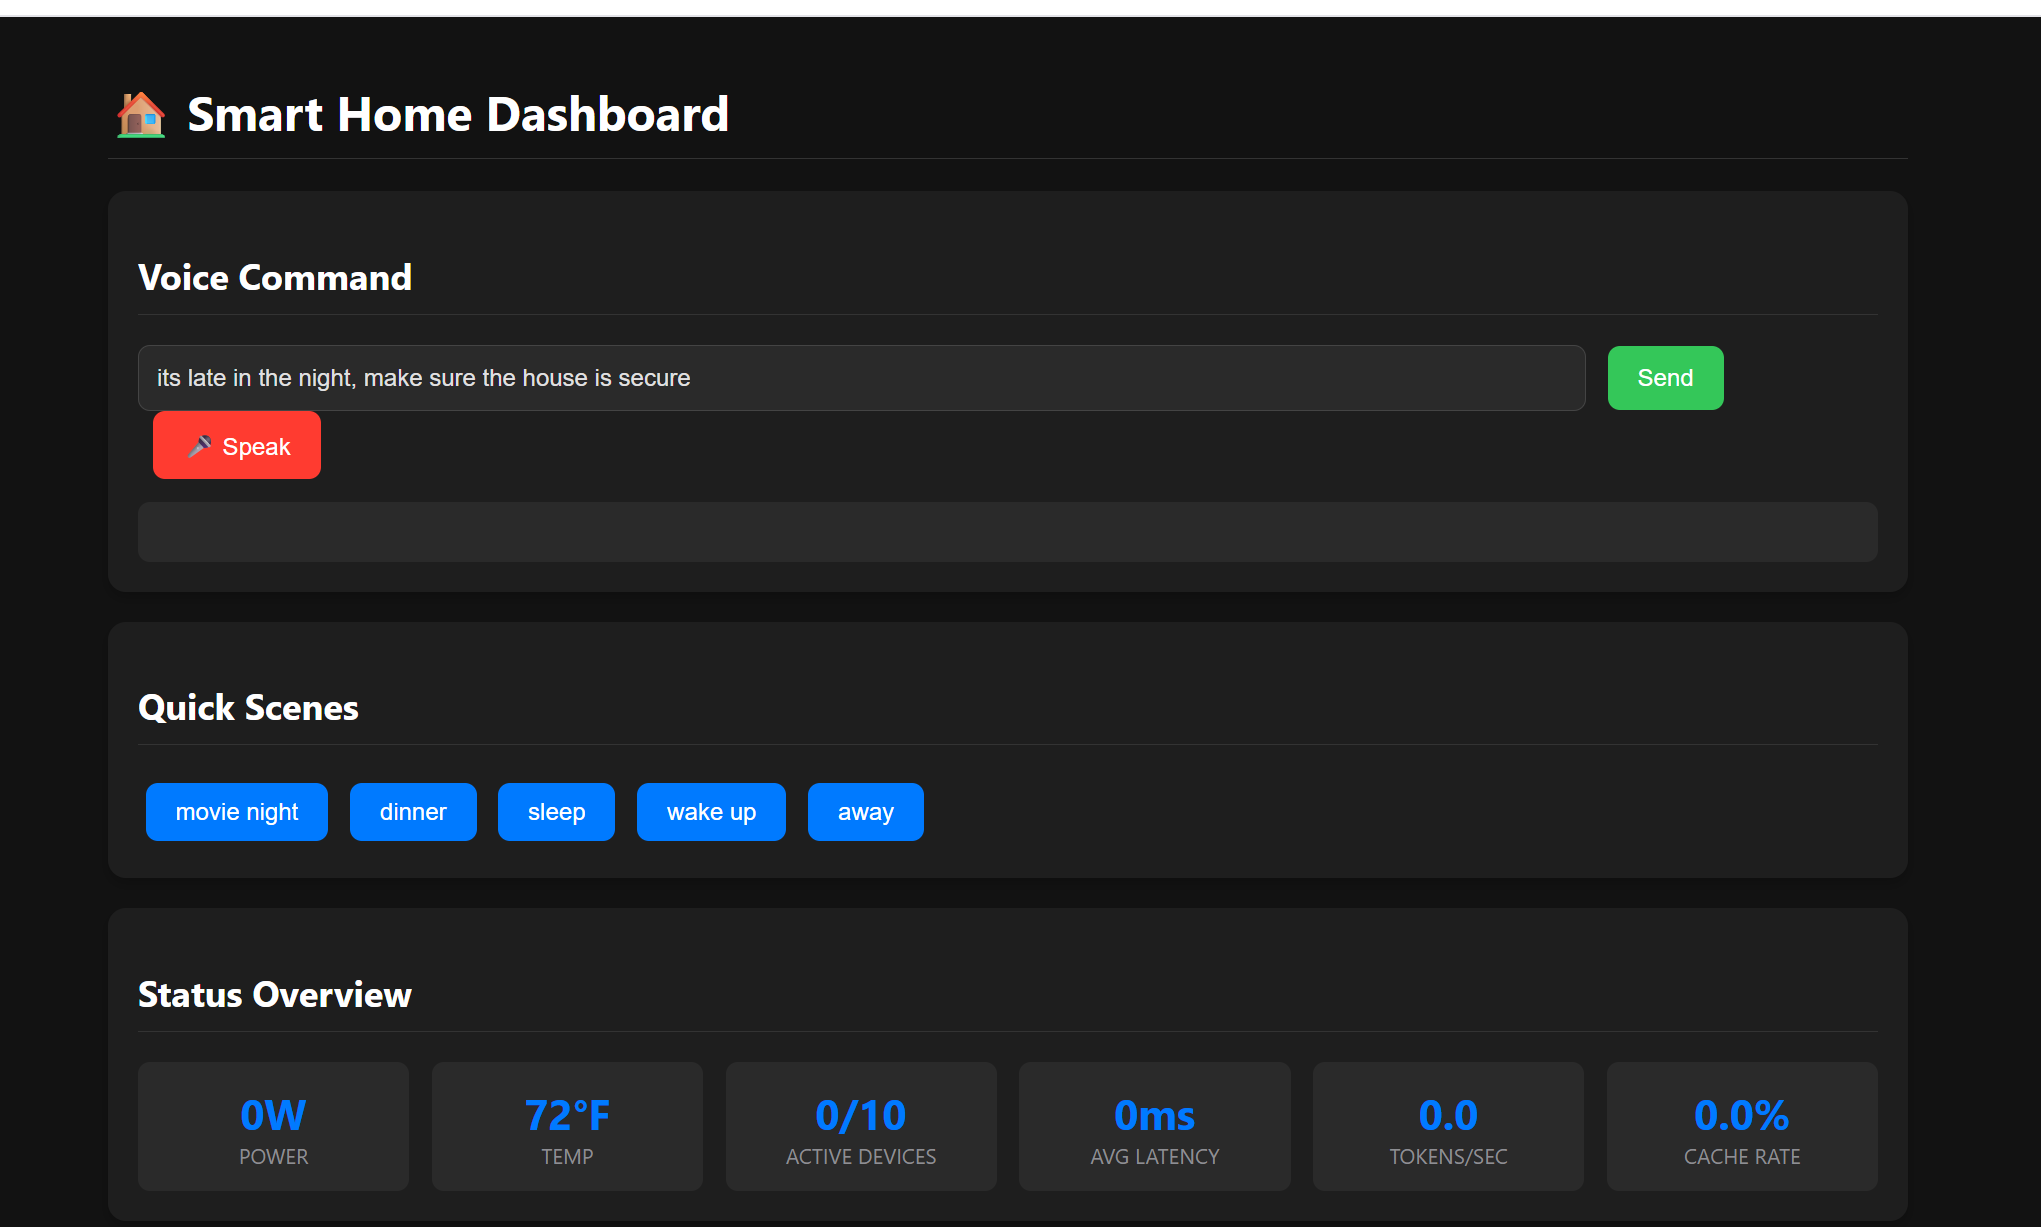 Smart Home Dashboard
Voice Command
its late in the night, make sure the house is secure
Send
Speak
Quick Scenes
movie night dinner sleep wake up away
Status Overview
0W 72°F 0/10 0ms 0.0 0.0%
POWER TEMP ACTIVE DEVICES AVG LATENCY TOKENS/SEC CACHE RATE